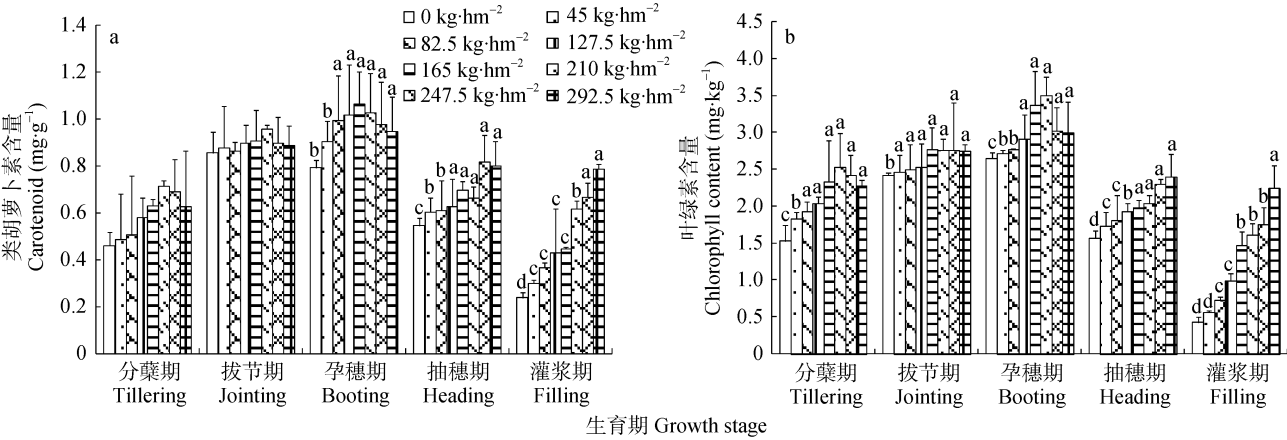 1.4
1.2
1.0
0.8
0.6
0.4
0.2
0
类胡萝卜素含量
Carotenoid (mg·g⁻¹)
a
0 kg·hm⁻²
45 kg·hm⁻²
82.5 kg·hm⁻²
127.5 kg·hm⁻²
165 kg·hm⁻²
210 kg·hm⁻²
247.5 kg·hm⁻²
292.5 kg·hm⁻²
b b a a a a a a
c b b a a a a a
c c c c c b a a
分蘖期 拔节期 孕穗期 抽穗期 灌浆期
Tillering Jointing Booting Heading Filling
4.5
4.0
3.5
3.0
2.5
2.0
1.5
1.0
0.5
0
叶绿素含量
Chlorophyll content (mg·kg⁻¹)
b
c b a a a a a a
b b a a a a a a
c b b a a a a a
d c c b a a a a
d d c c b b a a
分蘖期 拔节期 孕穗期 抽穗期 灌浆期
Tillering Jointing Booting Heading Filling
生育期 Growth stage